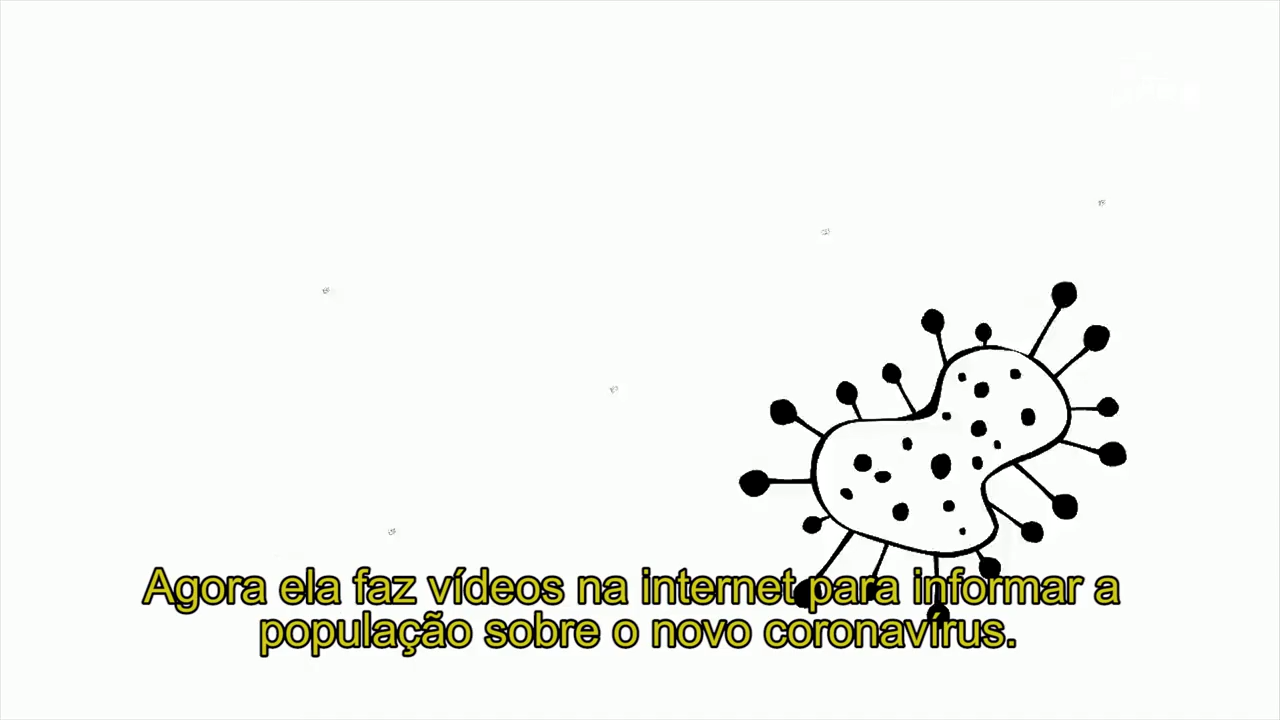 Agora ela faz vídeos na internet para informar a
população sobre o novo coronavírus.